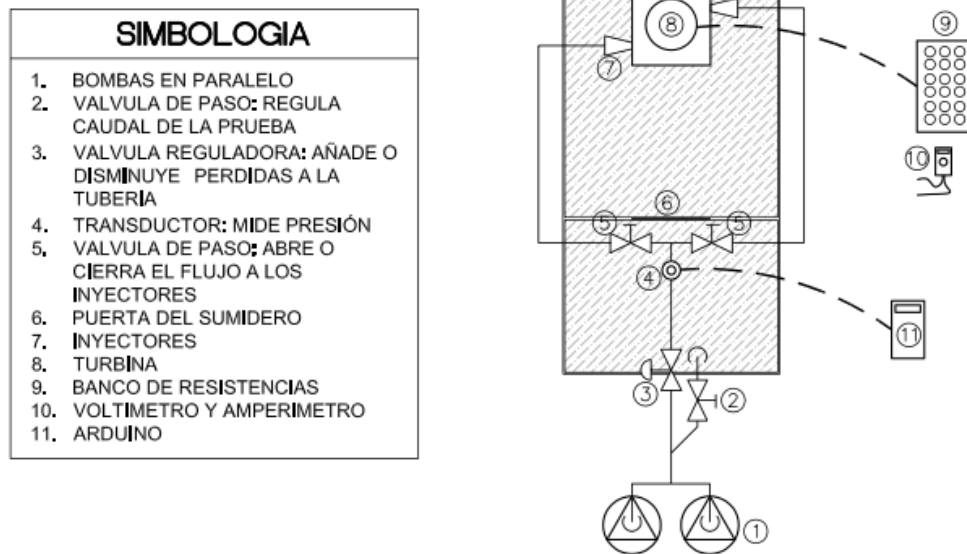 SIMBOLOGIA
1. BOMBAS EN PARALELO
2. VALVULA DE PASO: REGULA
CAUDAL DE LA PRUEBA
3. VALVULA REGULADORA: AÑADE O
DISMINUYE PERDIDAS A LA
TUBERÍA
4. TRANSDUCTOR: MIDE PRESIÓN
5. VALVULA DE PASO: ABRE O
CIERRA EL FLUJO A LOS
INYECTORES
6. PUERTA DEL SUMIDERO
7. INYECTORES
8. TURBINA
9. BANCO DE RESISTENCIAS
10. VOLTIMETRO Y AMPERIMETRO
11. ARDUINO
8
9
7
10
6
5
5
4
11
3
2
1